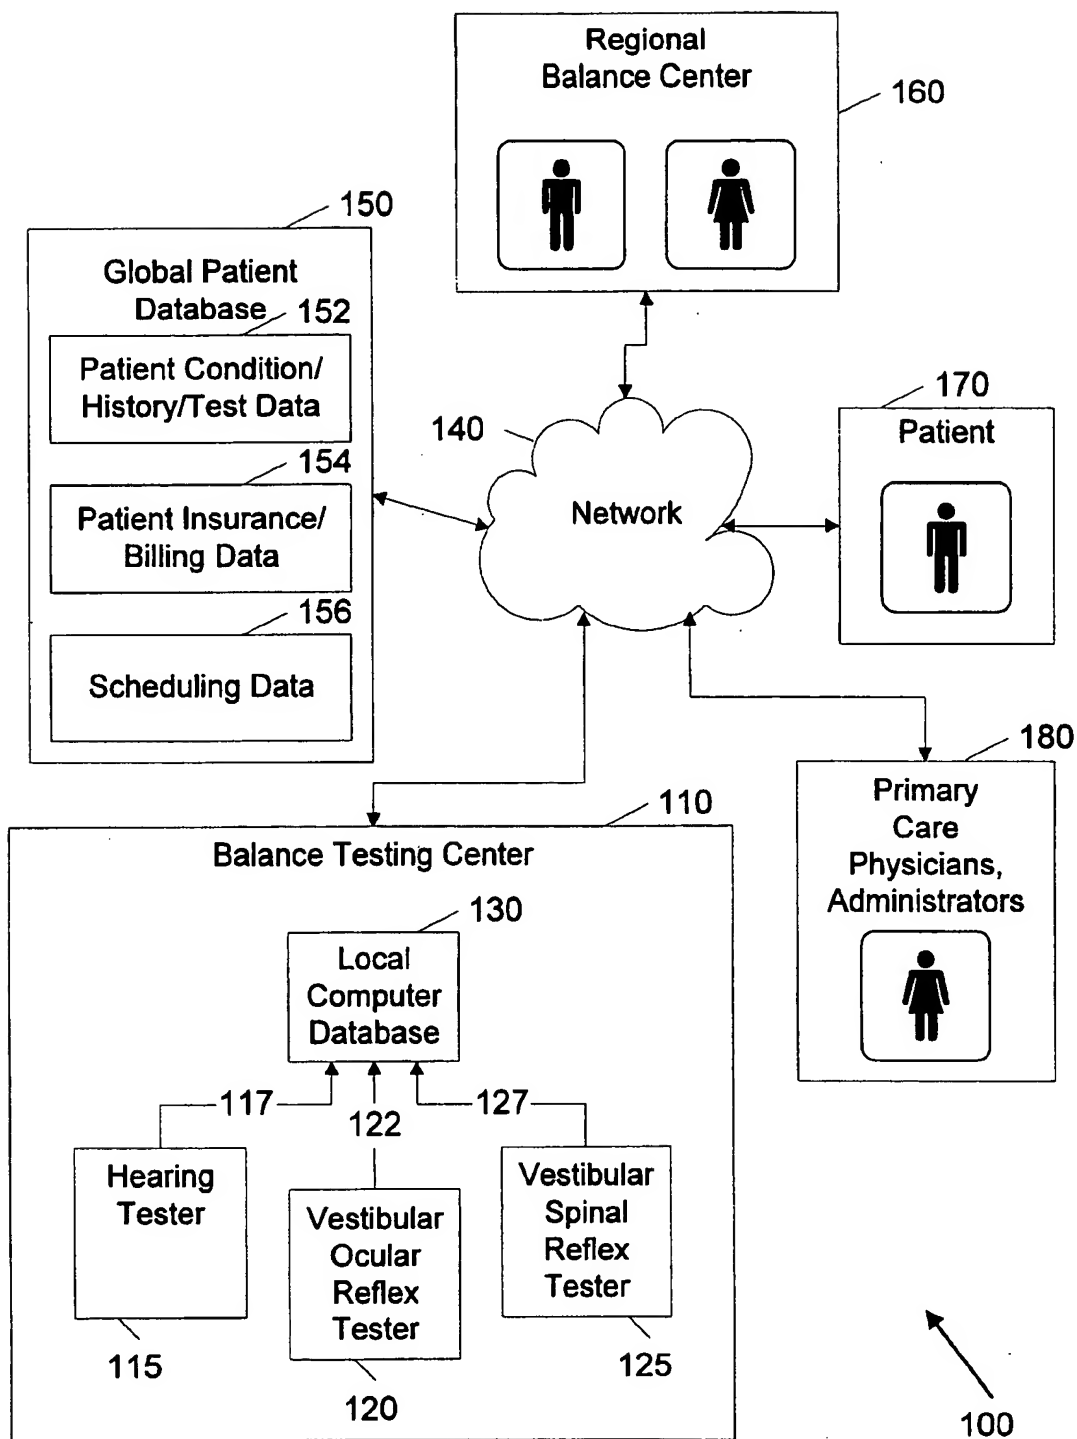 Regional
Balance Center
160
150
Global Patient
Database
152
Patient Condition/
History/Test Data
154
Patient Insurance/
Billing Data
156
Scheduling Data
140
Network
170
Patient
180
Primary
Care
Physicians,
Administrators
110
Balance Testing Center
130
Local
Computer
Database
117
122
127
Hearing
Tester
115
Vestibular
Ocular
Reflex
Tester
120
Vestibular
Spinal
Reflex
Tester
125
100